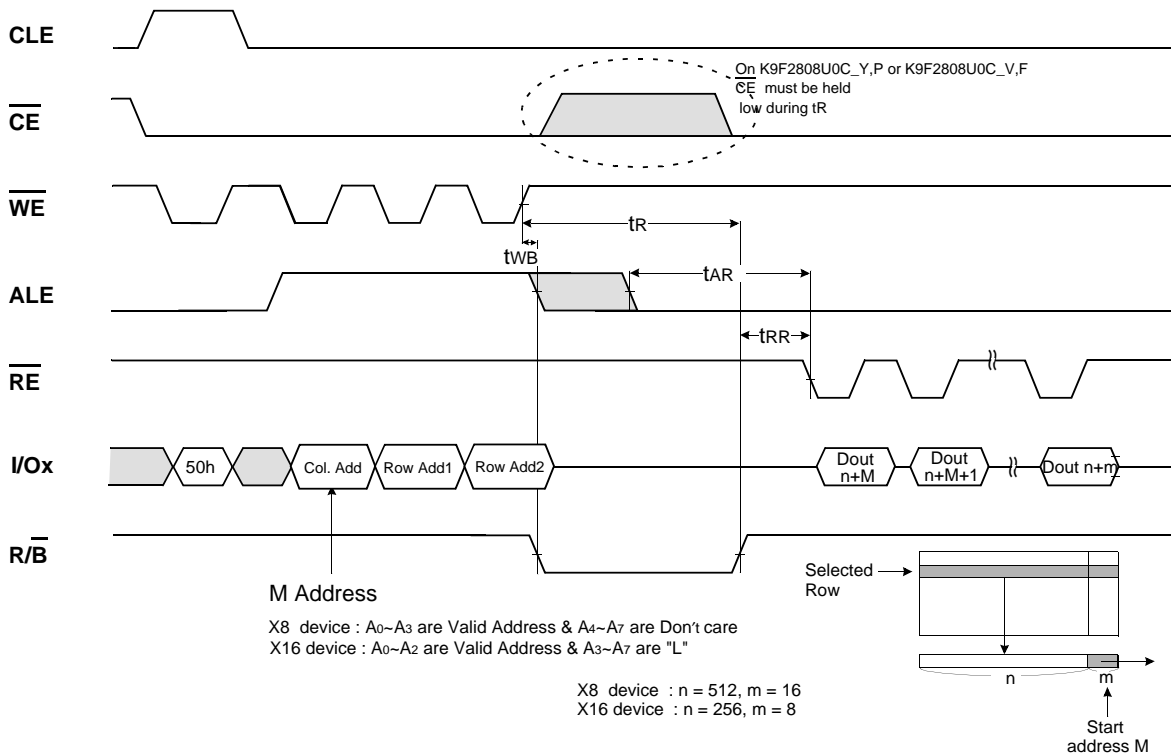 CLE
On K9F2808U0C_Y,P or K9F2808U0C_V,F
CE must be held
low during tR
CE
WE
tR
tWB
ALE
tAR
tRR
RE
I/Ox
50h
Col. Add
Row Add1
Row Add2
Dout
n+M
Dout
n+M+1
Dout n+m
R/B
M Address
X8 device : A0~A3 are Valid Address & A4~A7 are Don't care
X16 device : A0~A2 are Valid Address & A3~A7 are "L"
X8 device : n = 512, m = 16
X16 device : n = 256, m = 8
Selected
Row
n
m
Start
address M